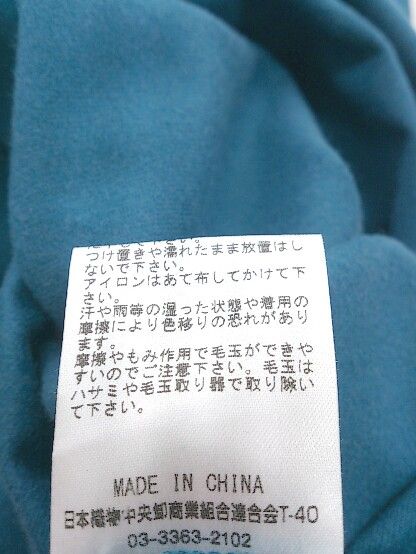 つけ置きや濡れたまま放置はし
ないで下さい。
アイロンはあて布してかけて下
さい。
汗や雨等の湿った状態や着用の
摩擦により色移りの恐れがあり
ます。
摩擦やもみ作用で毛玉ができや
すいのでご注意下さい。毛玉は
ハサミや毛玉取り器で取り除い
て下さい。
MADE IN CHINA
日本織物中央卸商業組合連合会T-40
03-3363-2102